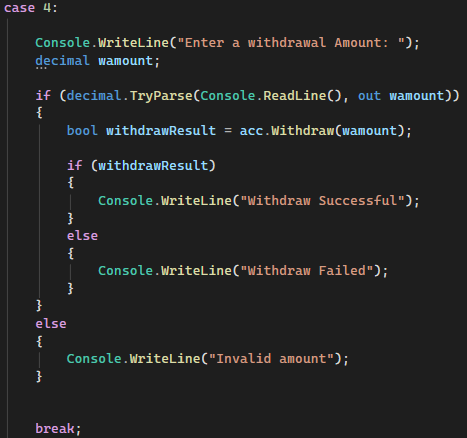 case 4:
Console.WriteLine("Enter a withdrawal Amount: ");
decimal wamount;
if (decimal.TryParse(Console.ReadLine(), out wamount))
{
bool withdrawResult = acc.Withdraw(wamount);
if (withdrawResult)
{
Console.WriteLine("Withdraw Successful");
}
else
{
Console.WriteLine("Withdraw Failed");
}
}
else
{
Console.WriteLine("Invalid amount");
}
break;